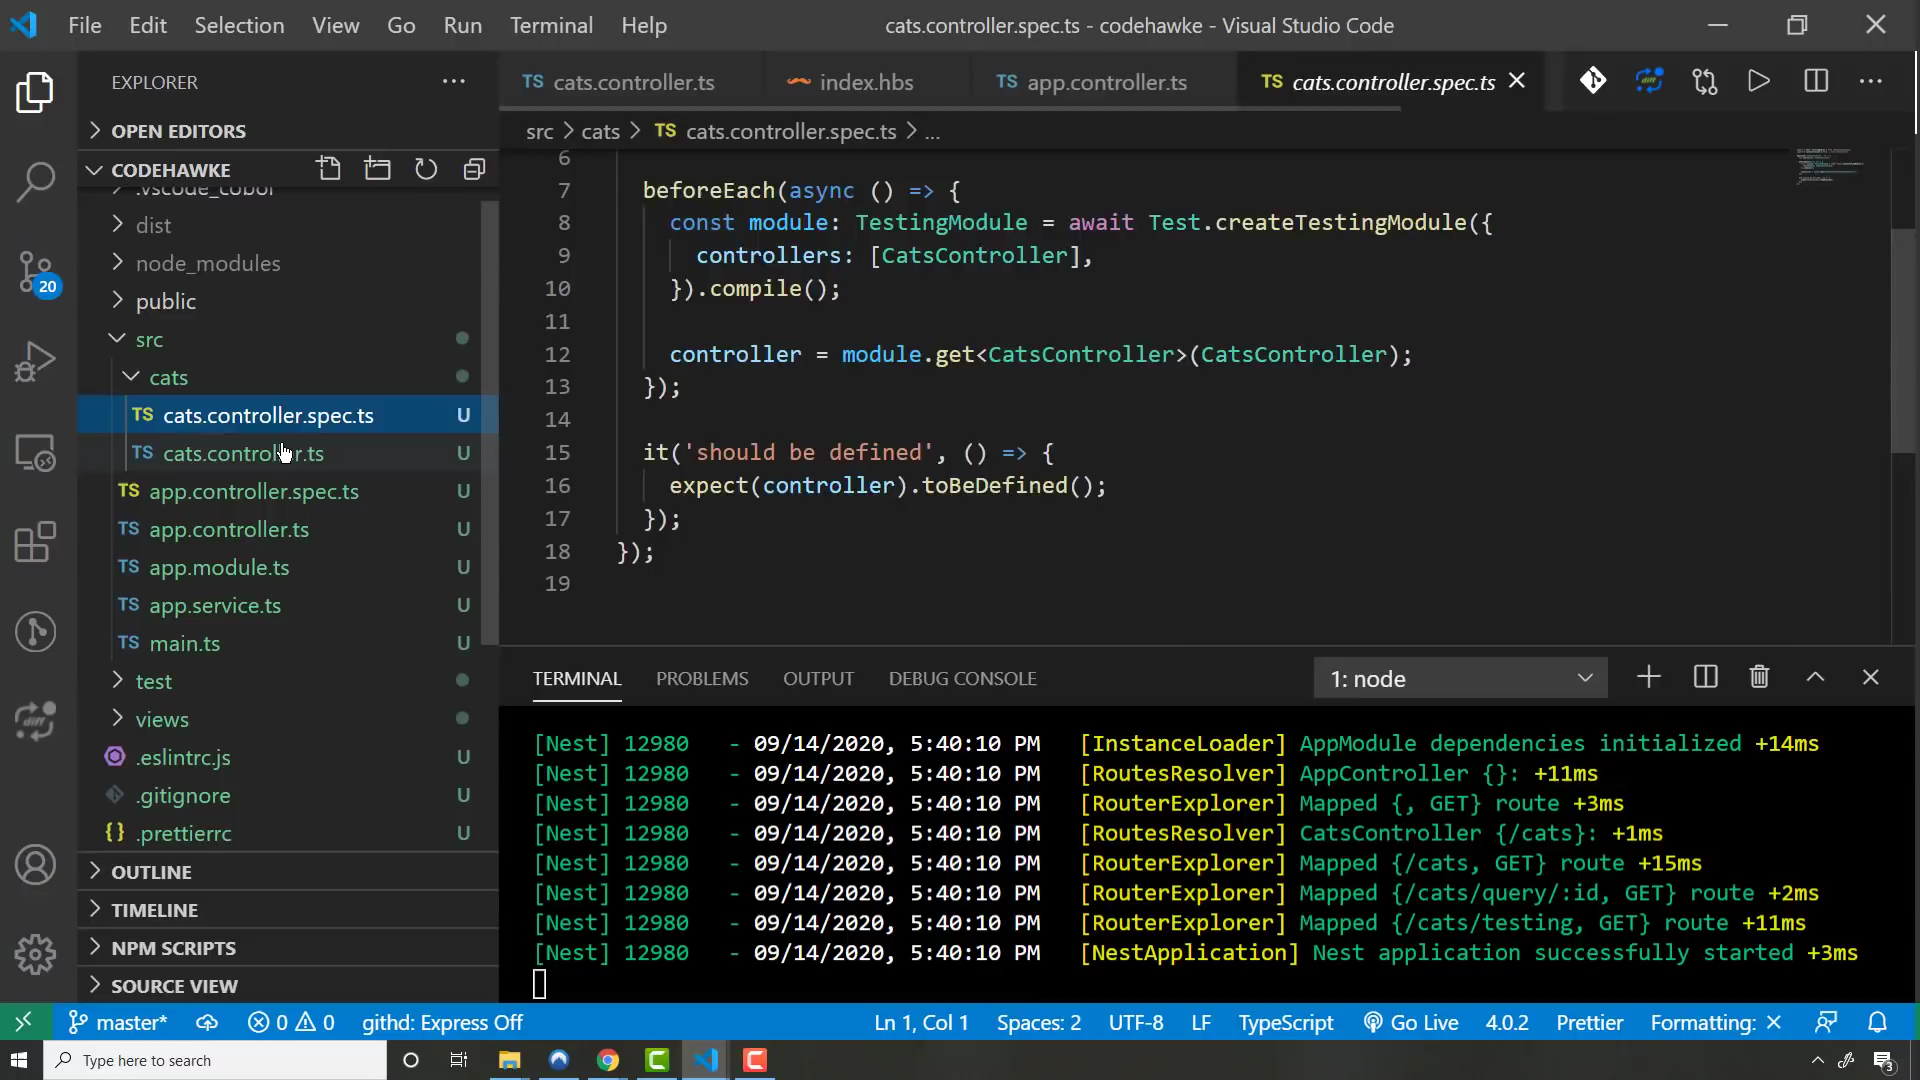 File Edit Selection View Go Run Terminal Help
cats.controller.spec.ts - codehawke - Visual Studio Code
EXPLORER
OPEN EDITORS
CODEHAWKE
.vscode_cobol
dist
node_modules
public
src
cats
TS cats.controller.spec.ts U
TS cats.controller.ts U
TS app.controller.spec.ts U
TS app.controller.ts U
TS app.module.ts U
TS app.service.ts U
TS main.ts U
test
views
.eslintrc.js U
.gitignore U
{} .prettierrc U
OUTLINE
TIMELINE
NPM SCRIPTS
SOURCE VIEW
20
diff
TS cats.controller.ts index.hbs TS app.controller.ts TS cats.controller.spec.ts
diff
src > cats > TS cats.controller.spec.ts > ...
6
7 beforeEach(async () => {
8 const module: TestingModule = await Test.createTestingModule({
9 controllers: [CatsController],
10 }).compile();
11
12 controller = module.get<CatsController>(CatsController);
13 });
14
15 it('should be defined', () => {
16 expect(controller).toBeDefined();
17 });
18 });
19
TERMINAL PROBLEMS OUTPUT DEBUG CONSOLE 1: node
[Nest] 12980 - 09/14/2020, 5:40:10 PM [InstanceLoader] AppModule dependencies initialized +14ms
[Nest] 12980 - 09/14/2020, 5:40:10 PM [RoutesResolver] AppController {}: +11ms
[Nest] 12980 - 09/14/2020, 5:40:10 PM [RouterExplorer] Mapped {, GET} route +3ms
[Nest] 12980 - 09/14/2020, 5:40:10 PM [RoutesResolver] CatsController {/cats}: +1ms
[Nest] 12980 - 09/14/2020, 5:40:10 PM [RouterExplorer] Mapped {/cats, GET} route +15ms
[Nest] 12980 - 09/14/2020, 5:40:10 PM [RouterExplorer] Mapped {/cats/query/:id, GET} route +2ms
[Nest] 12980 - 09/14/2020, 5:40:10 PM [RouterExplorer] Mapped {/cats/testing, GET} route +11ms
[Nest] 12980 - 09/14/2020, 5:40:10 PM [NestApplication] Nest application successfully started +3ms
master* 0 0 githd: Express Off Ln 1, Col 1 Spaces: 2 UTF-8 LF TypeScript Go Live 4.0.2 Prettier Formatting: ×
Type here to search
3